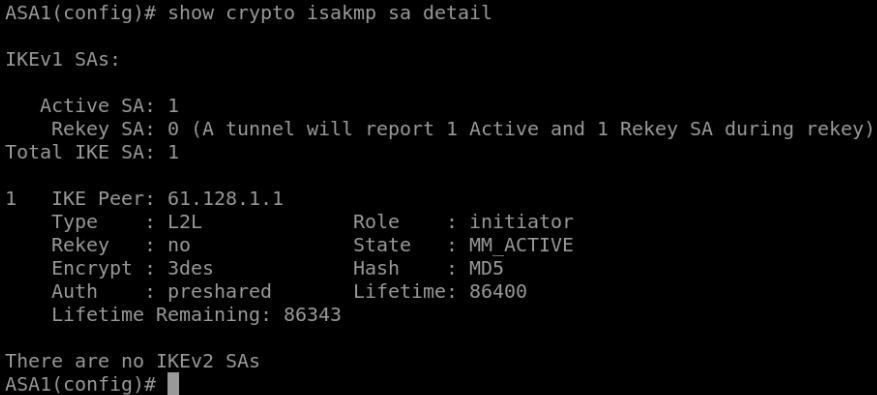 ASA1(config)# show crypto isakmp sa detail
IKEv1 SAs:
Active SA: 1
Rekey SA: 0 (A tunnel will report 1 Active and 1 Rekey SA during rekey)
Total IKE SA: 1
1 IKE Peer: 61.128.1.1
Type : L2L Role : initiator
Rekey : no State : MM_ACTIVE
Encrypt : 3des Hash : MD5
Auth : preshared Lifetime: 86400
Lifetime Remaining: 86343
There are no IKEv2 SAs
ASA1(config)#